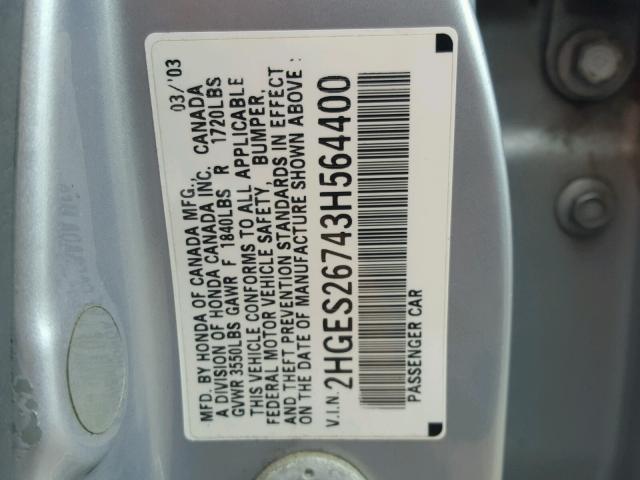 MFD. BY HONDA OF CANADA MFG., 03/'03
A DIVISION OF HONDA CANADA INC., CANADA
GVWR 3550LBS GAWR F 1840LBS R 1720LBS
THIS VEHICLE CONFORMS TO ALL APPLICABLE
FEDERAL MOTOR VEHICLE SAFETY, BUMPER,
AND THEFT PREVENTION STANDARDS IN EFFECT
ON THE DATE OF MANUFACTURE SHOWN ABOVE :
V.I.N. 2HGES26743H564400
PASSENGER CAR